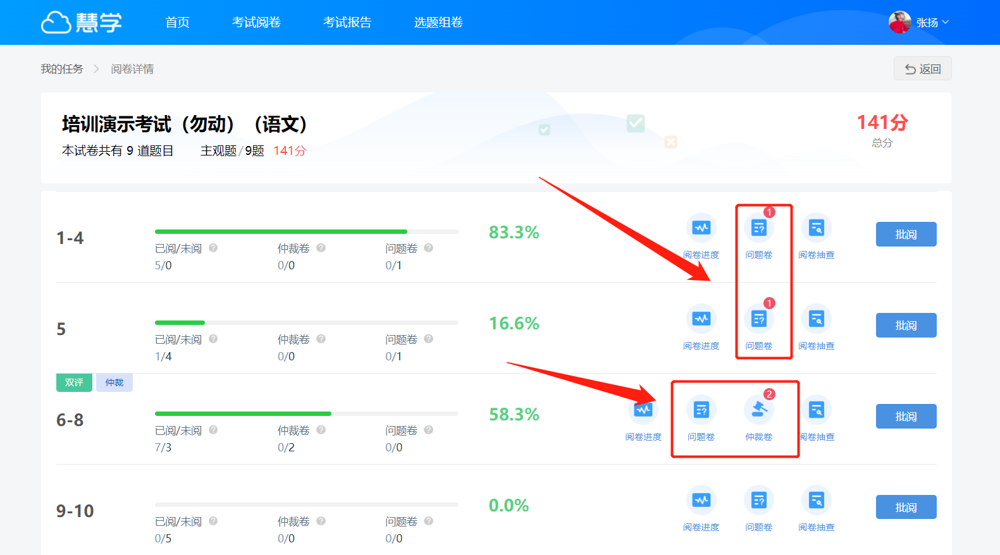 慧学 首页 考试阅卷 考试报告 选题组卷 张扬
我的任务 阅卷详情 返回
培训演示考试（勿动）（语文） 141分
本试卷共有 9 道题目 主观题/9题 141分 总分
1-4 83.3% 1 批阅
已阅/未阅 ? 仲裁卷 ? 问题卷 ? 阅卷进度 问题卷 阅卷抽查
5/0 0/0 0/1
5 16.6% 1 批阅
已阅/未阅 ? 仲裁卷 ? 问题卷 ? 阅卷进度 问题卷 阅卷抽查
1/4 0/0 0/1
双评 仲裁
6-8 58.3% 2 批阅
已阅/未阅 ? 仲裁卷 ? 问题卷 ? 阅卷进度 问题卷 仲裁卷 阅卷抽查
7/3 0/2 0/0
9-10 0.0% 批阅
已阅/未阅 ? 仲裁卷 ? 问题卷 ? 阅卷进度 问题卷 阅卷抽查
0/5 0/0 0/0